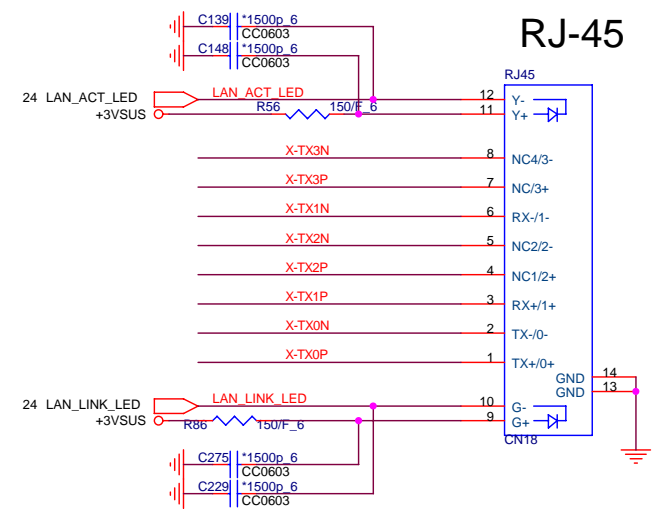 RJ-45
C139 *1500p_6
CC0603
C148 *1500p_6
CC0603
RJ45
24 LAN_ACT_LED LAN_ACT_LED 12 Y-
+3VSUS R56 150/F_6 11 Y+
X-TX3N 8 NC4/3-
X-TX3P 7 NC/3+
X-TX1N 6 RX-/1-
X-TX2N 5 NC2/2-
X-TX2P 4 NC1/2+
X-TX1P 3 RX+/1+
X-TX0N 2 TX-/0-
X-TX0P 1 TX+/0+
GND 14
GND 13
24 LAN_LINK_LED LAN_LINK_LED 10 G-
+3VSUS R86 150/F_6 9 G+
CN18
C275 *1500p_6
CC0603
C229 *1500p_6
CC0603